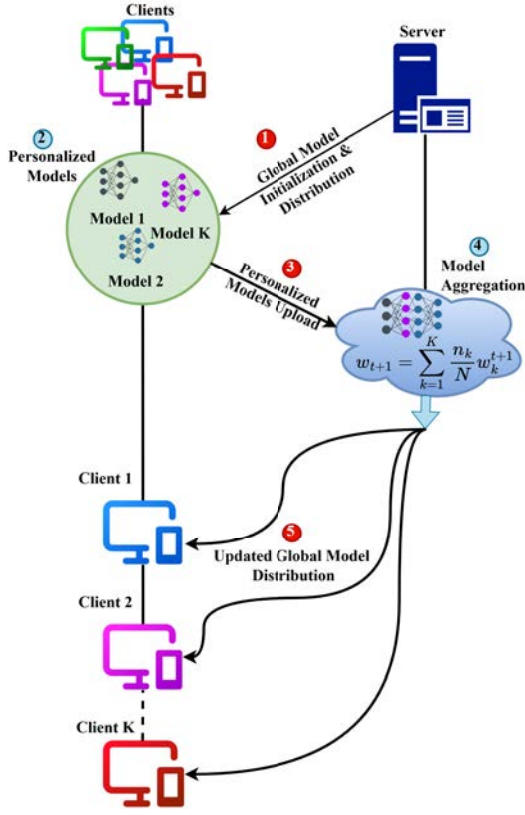 Clients
Server
1
2
Personalized
Models
Global Model
Initialization &
Distribution
Model 1
Model K
Model 2
3
Personalized
Models Upload
4
Model
Aggregation
w_{t+1} = \sum_{k=1}^{K} \frac{n_k}{N} w_k^{t+1}
Client 1
5
Updated Global Model
Distribution
Client 2
Client K